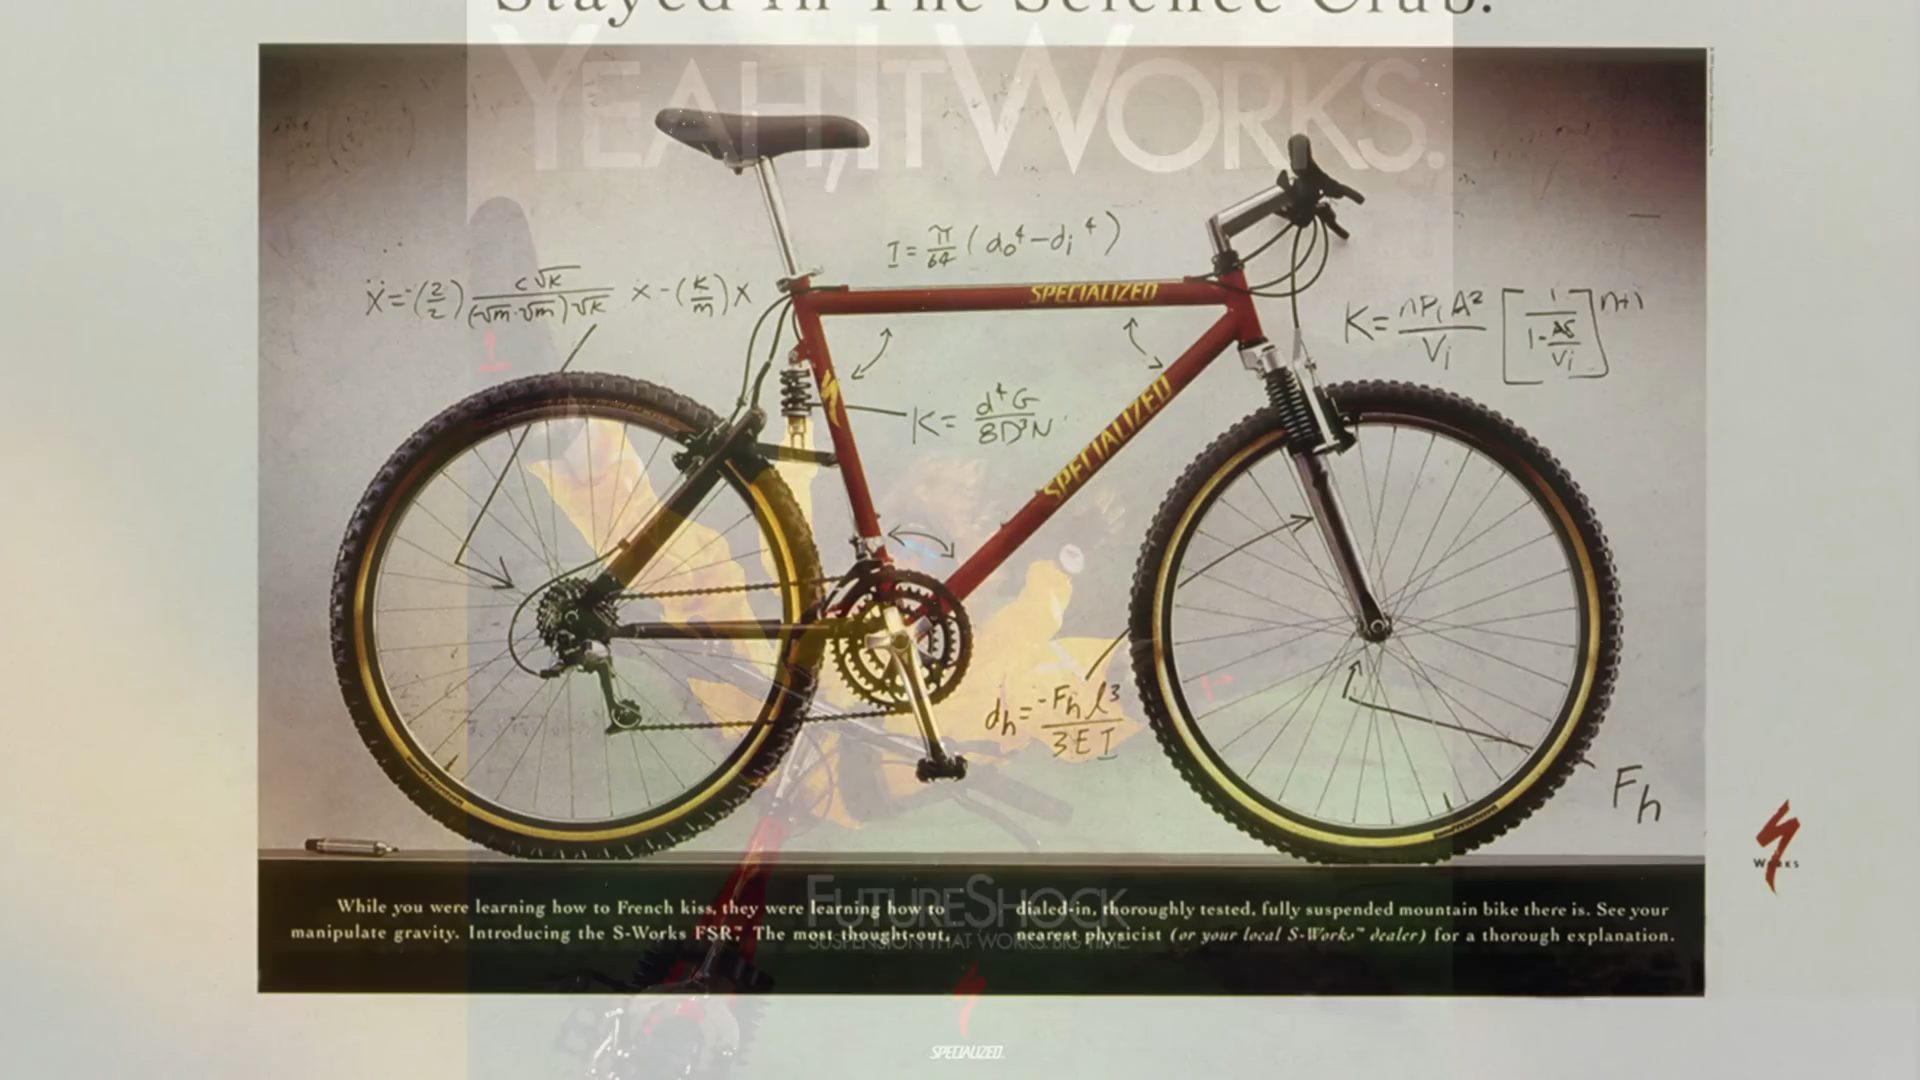 Stayed In The Science Club.
YEAH, IT WORKS.
I = π/64 (do⁴ - di⁴)
SPECIALIZED
K = d⁴G / 8D³N
SPECIALIZED
dh = -Fh l³ / 3EI
Fh
WORKS
While you were learning how to French kiss, they were learning how to
manipulate gravity. Introducing the S-Works FSR.™ The most thought-out,
dialed-in, thoroughly tested, fully suspended mountain bike there is. See your
nearest physicist (or your local S-Works™ dealer) for a thorough explanation.
FUTURESHOCK
SUSPENSION THAT WORKS. BIG TIME.
SPECIALIZED